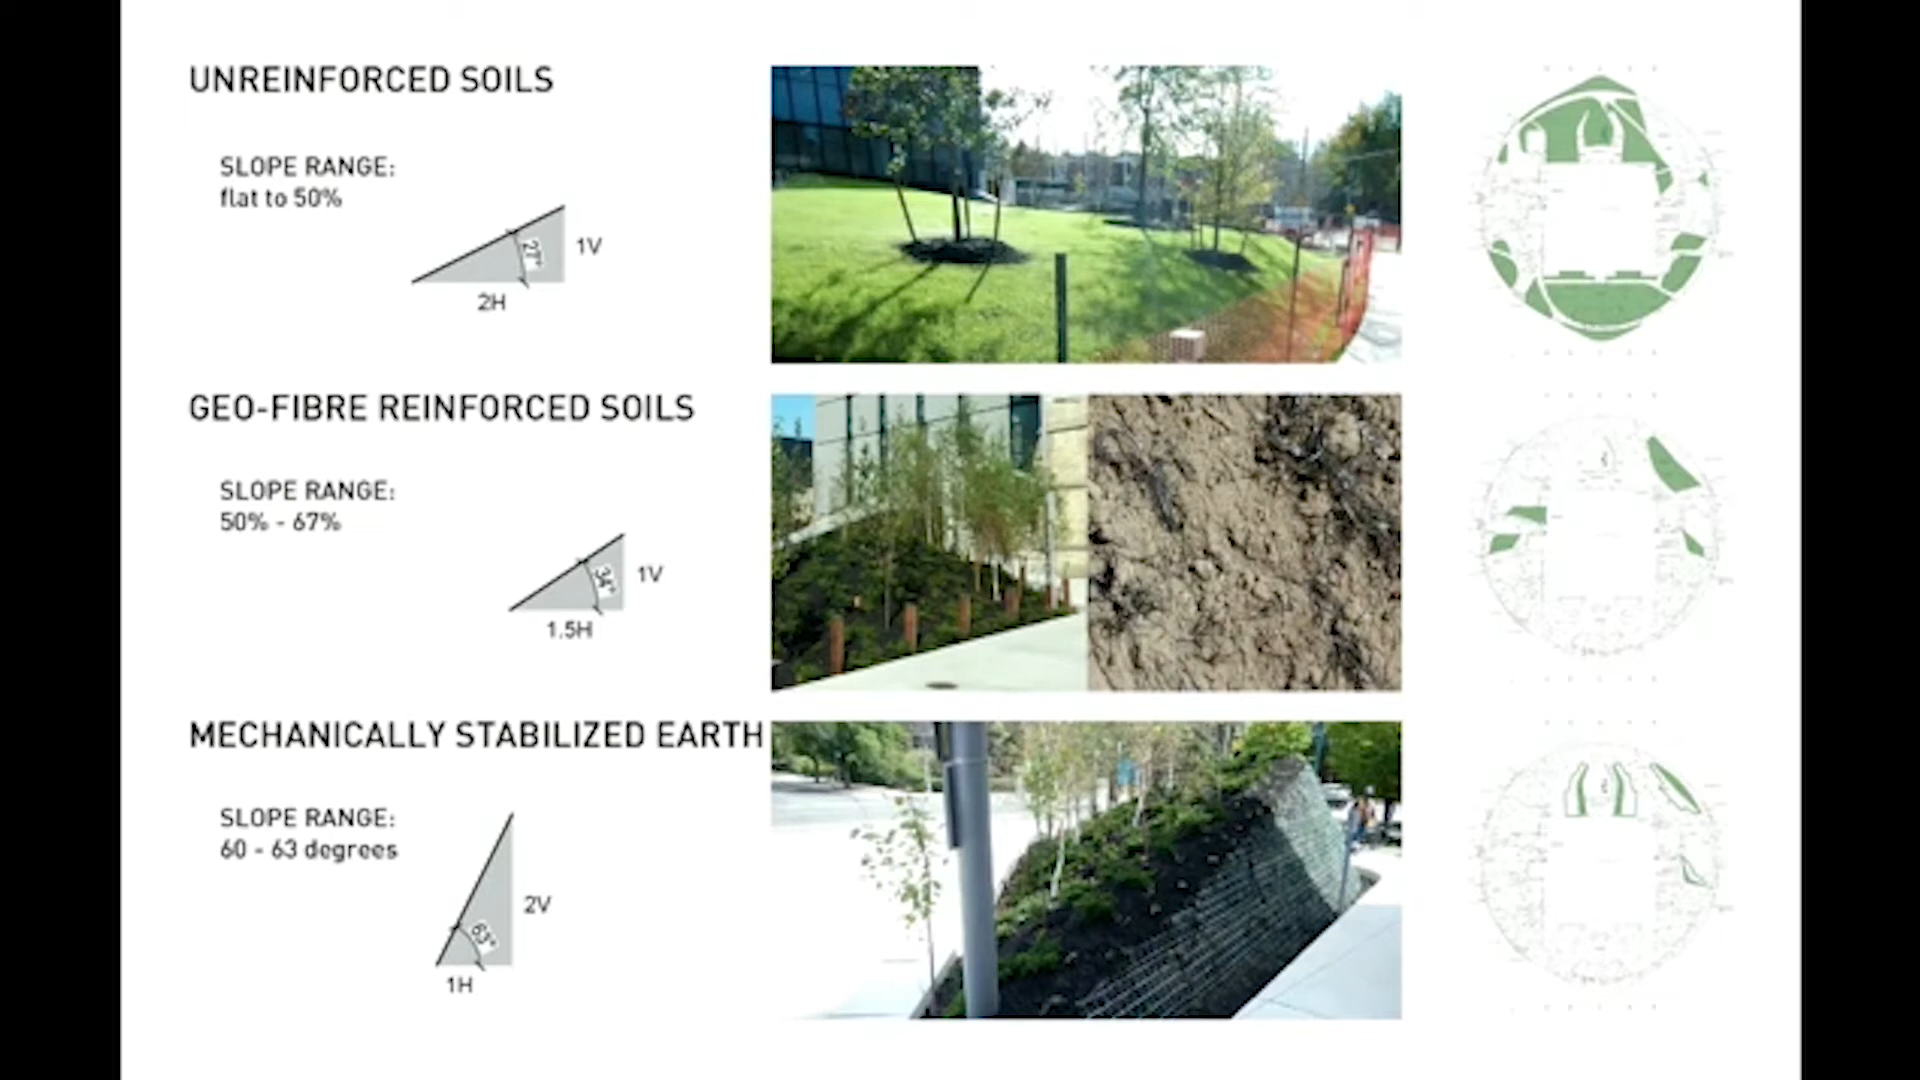 UNREINFORCED SOILS
SLOPE RANGE:
flat to 50%
27°
1V
2H
GEO-FIBRE REINFORCED SOILS
SLOPE RANGE:
50% - 67%
34°
1V
1.5H
MECHANICALLY STABILIZED EARTH
SLOPE RANGE:
60 - 63 degrees
2V
63°
1H